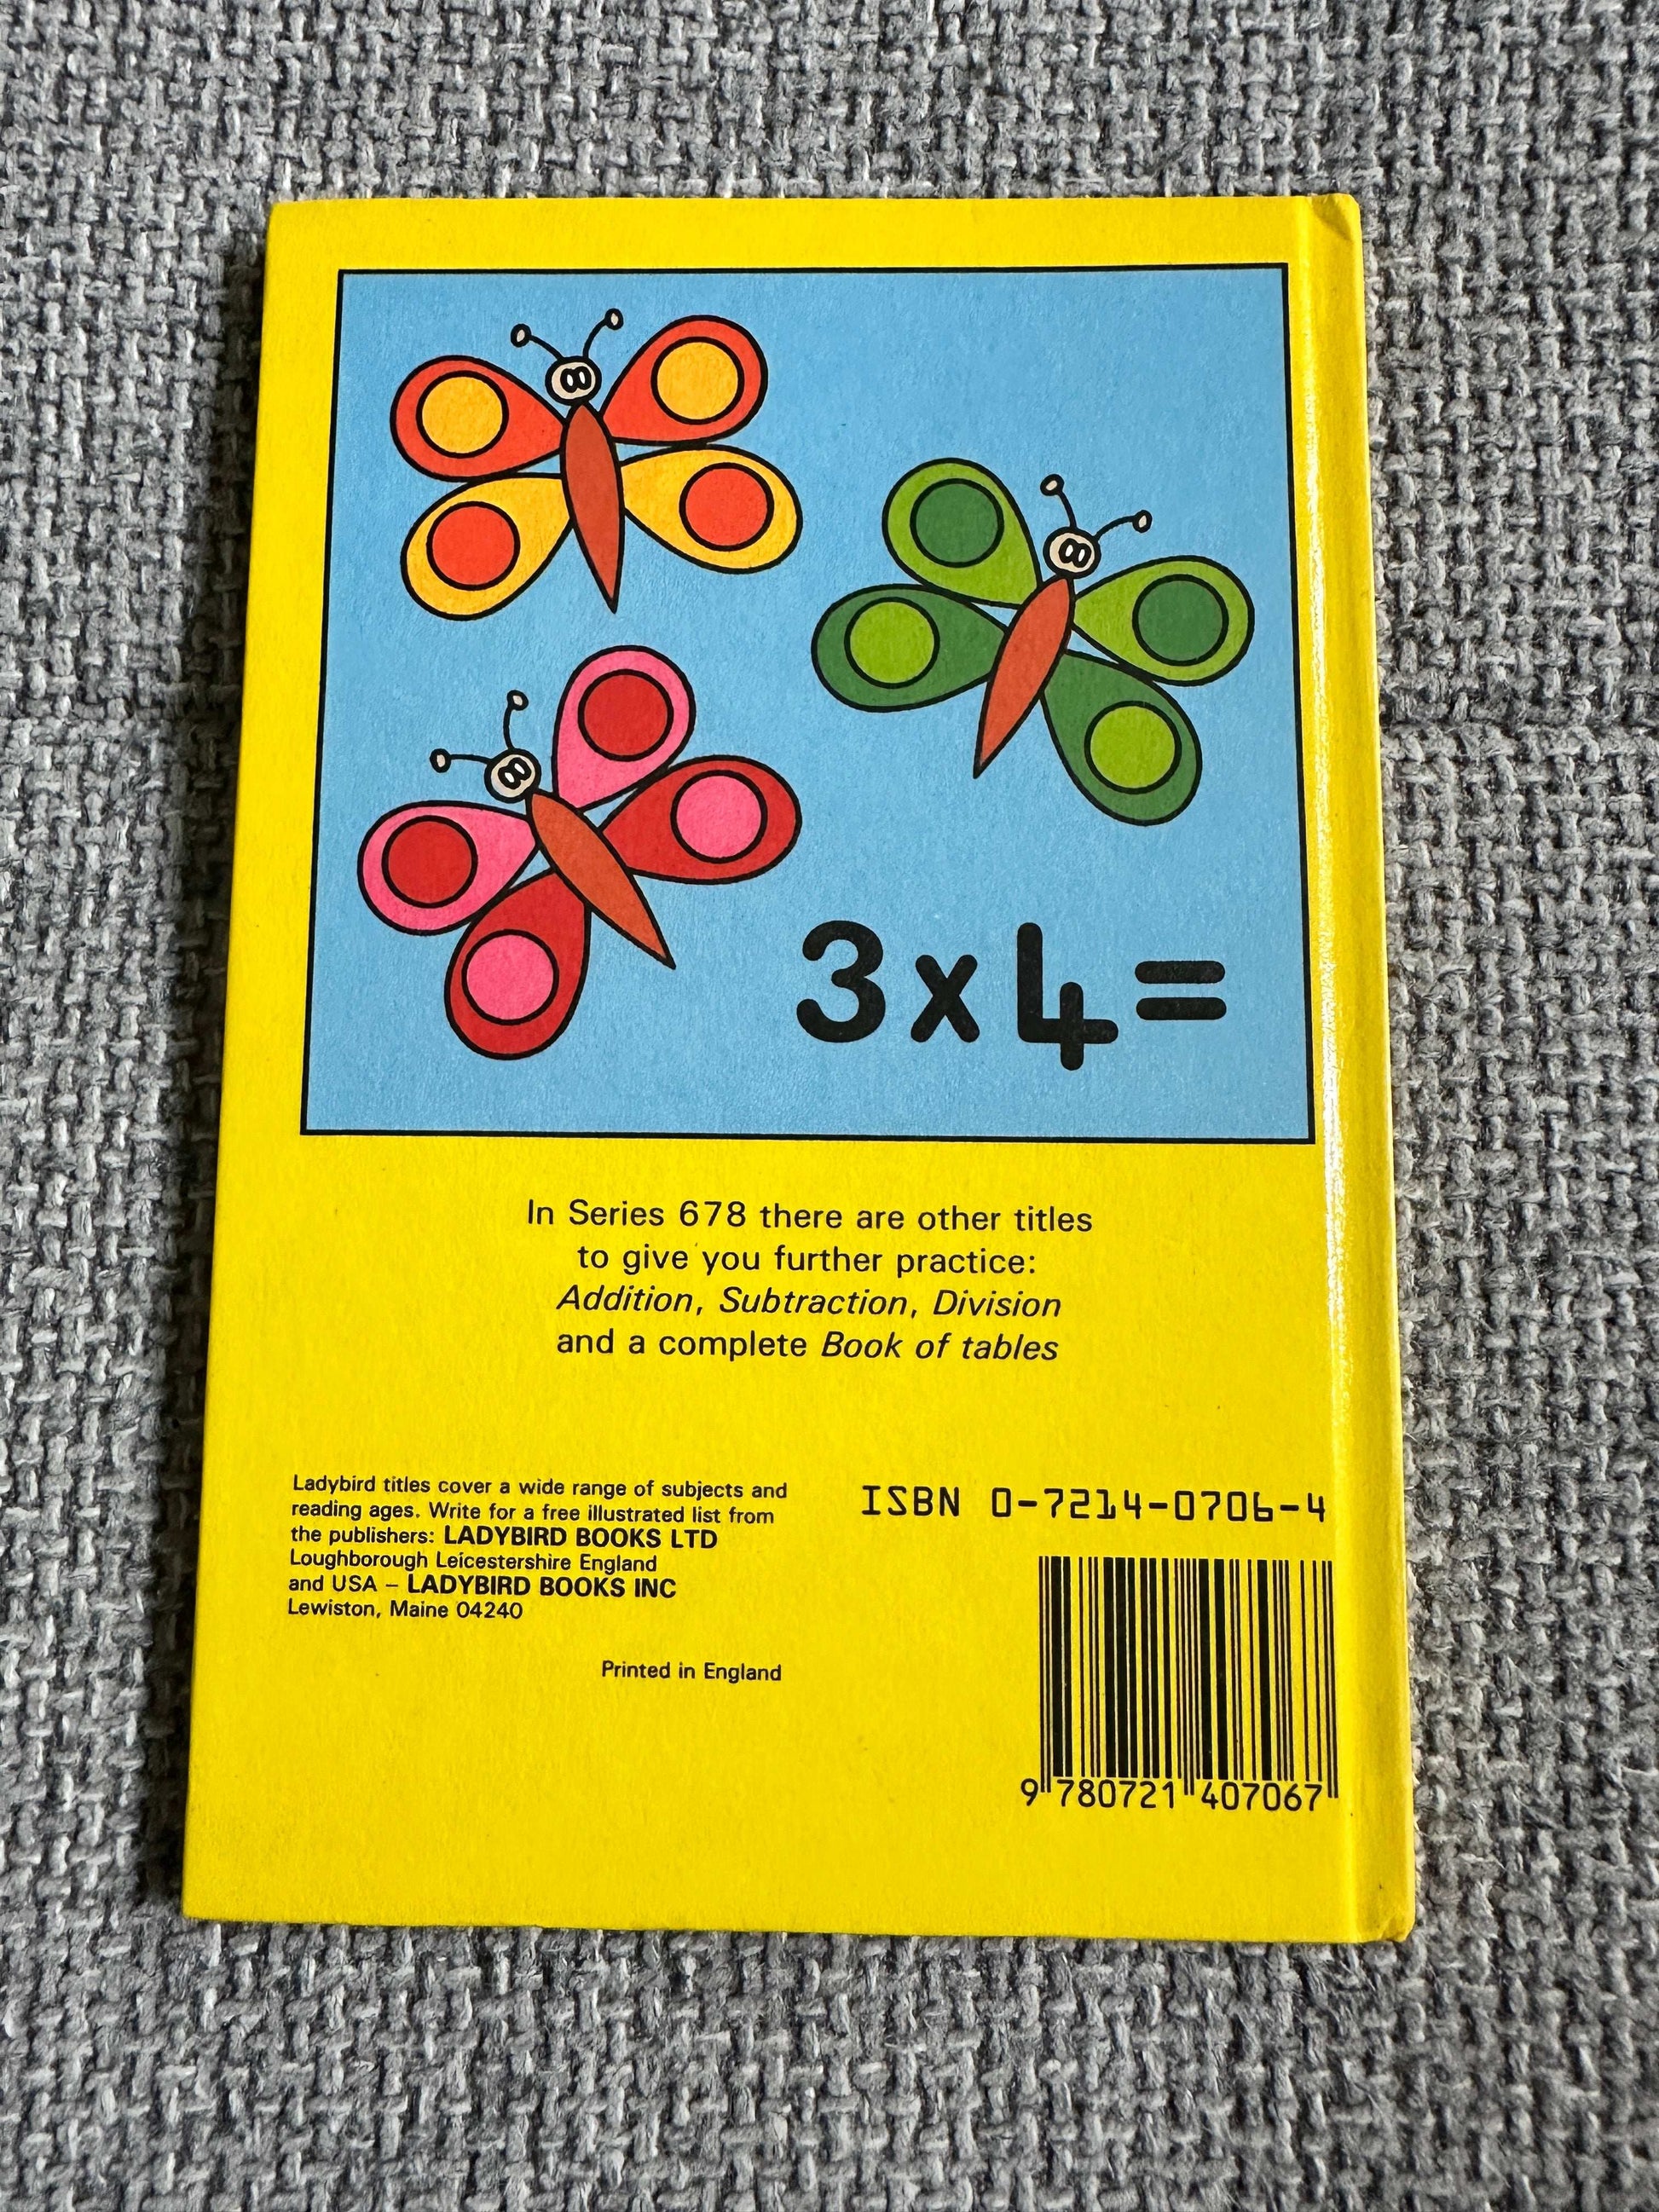 3x4=
In Series 678 there are other titles
to give you further practice:
Addition, Subtraction, Division
and a complete Book of tables
Ladybird titles cover a wide range of subjects and
reading ages. Write for a free illustrated list from
the publishers: LADYBIRD BOOKS LTD
Loughborough Leicestershire England
and USA – LADYBIRD BOOKS INC
Lewiston, Maine 04240
Printed in England
ISBN 0-7214-0706-4
9 780721 407067